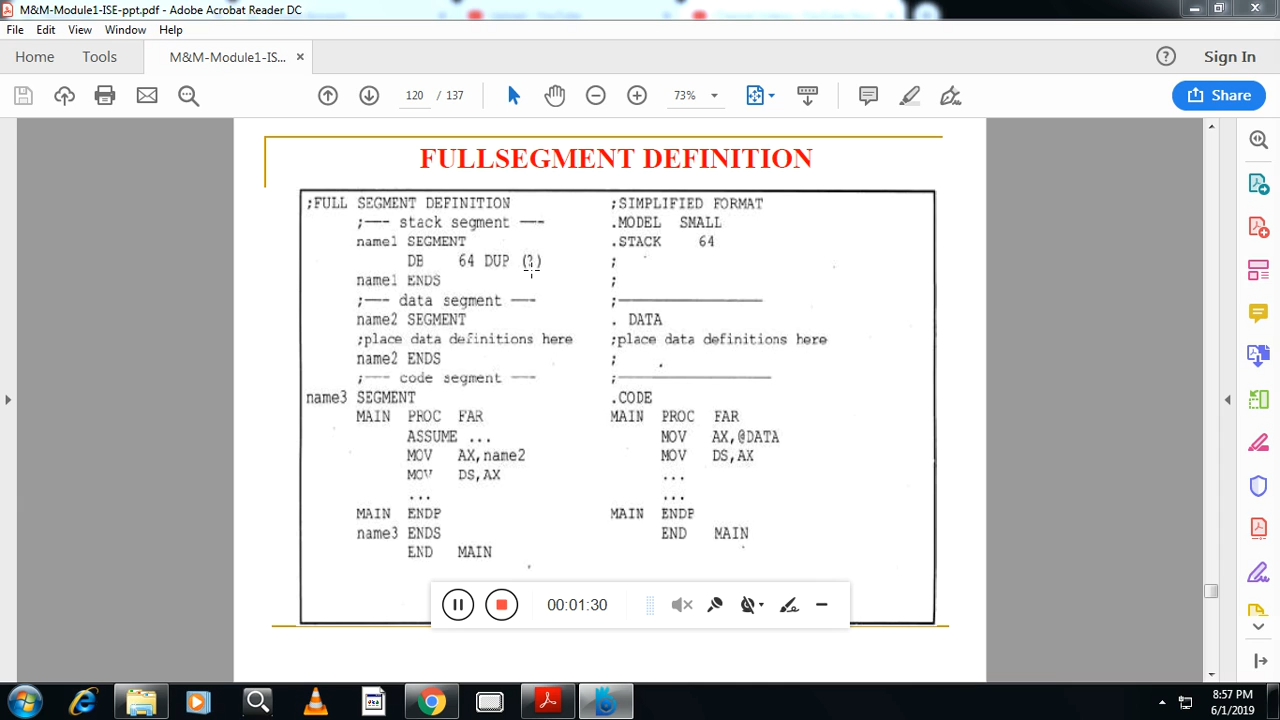 M&M-Module1-ISE-ppt.pdf - Adobe Acrobat Reader DC
File Edit View Window Help
Home Tools M&M-Module1-IS... × Sign In
120 / 137 73% Share
FULLSEGMENT DEFINITION
;FULL SEGMENT DEFINITION
;—— stack segment ——
name1 SEGMENT
DB 64 DUP (?)
name1 ENDS
;—— data segment ——
name2 SEGMENT
;place data definitions here
name2 ENDS
;—— code segment ——
name3 SEGMENT
MAIN PROC FAR
ASSUME ...
MOV AX,name2
MOV DS,AX
...
MAIN ENDP
name3 ENDS
END MAIN
;SIMPLIFIED FORMAT
.MODEL SMALL
.STACK 64
;
;
;——————————
. DATA
;place data definitions here
;
;——————————
.CODE
MAIN PROC FAR
MOV AX,@DATA
MOV DS,AX
...
...
MAIN ENDP
END MAIN
00:01:30
8:57 PM
6/1/2019